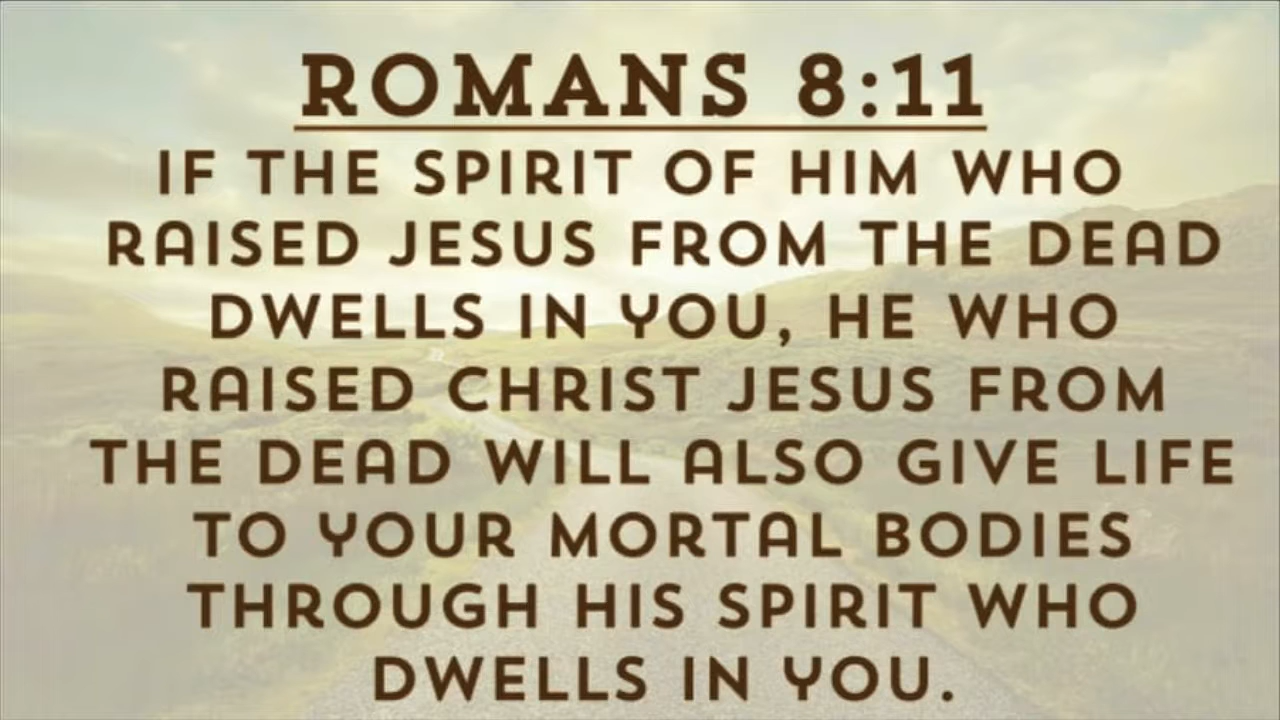 ROMANS 8:11
IF THE SPIRIT OF HIM WHO
RAISED JESUS FROM THE DEAD
DWELLS IN YOU, HE WHO
RAISED CHRIST JESUS FROM
THE DEAD WILL ALSO GIVE LIFE
TO YOUR MORTAL BODIES
THROUGH HIS SPIRIT WHO
DWELLS IN YOU.